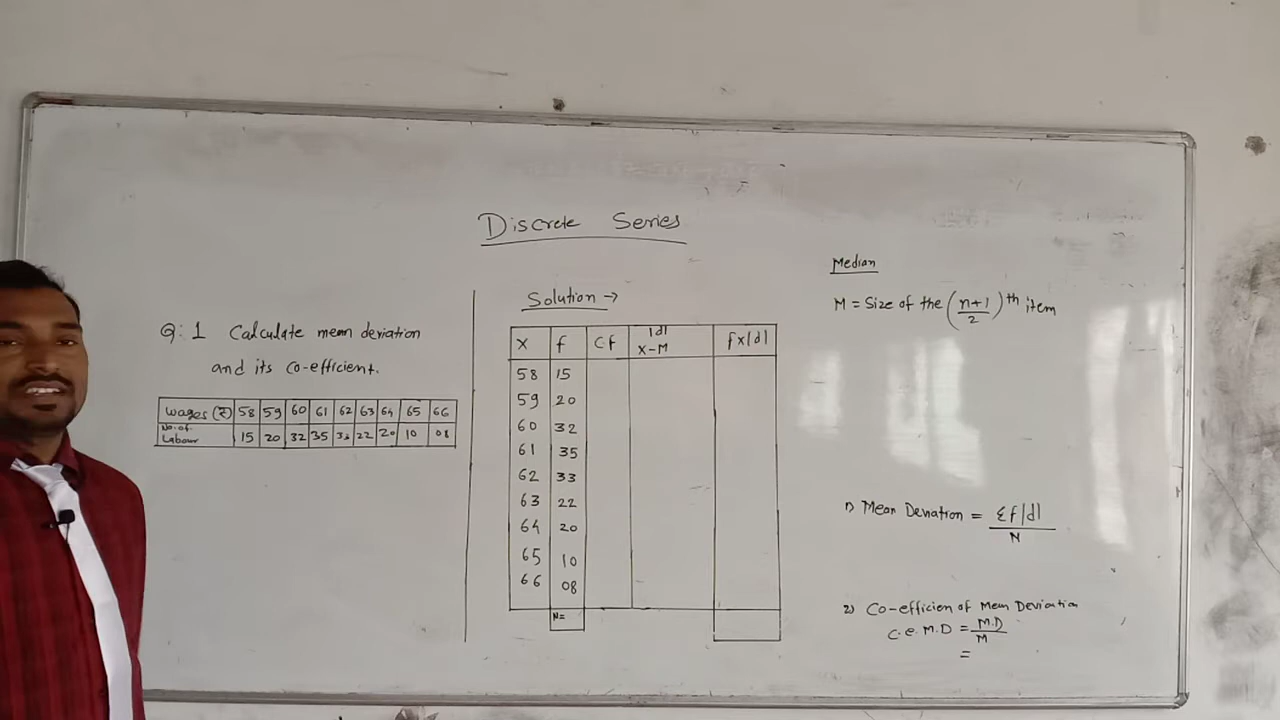 Discrete Series
Q: 1 Calculate mean deviation
and its co-efficient.
Wages (₹) 58 59 60 61 62 63 64 65 66
No. of Labour 15 20 32 35 33 22 20 10 08
Solution →
X f C.f |d| X-M f×|d|
58 15
59 20
60 32
61 35
62 33
63 22
64 20
65 10
66 08
N=
Median
M = Size of the (n+1/2)th item
1) Mean Deviation = Σf|d|/N
2) Co-efficien of Mean Deviation
C.e. M.D = M.D/M
=